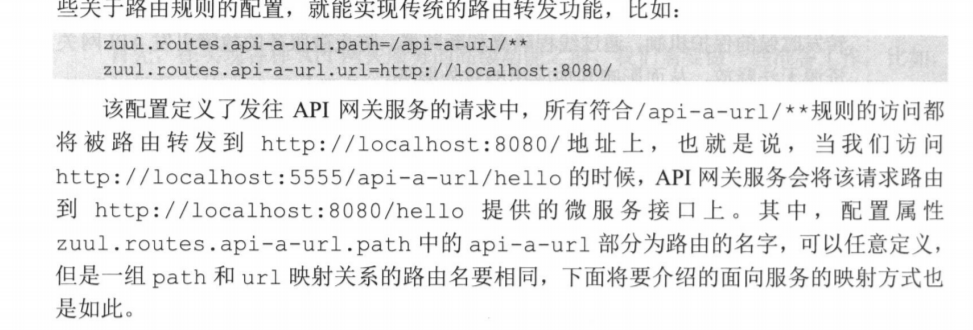 些关于路由规则的配置，就能实现传统的路由转发功能，比如：
zuul.routes.api-a-url.path=/api-a-url/**
zuul.routes.api-a-url.url=http://localhost:8080/
该配置定义了发往 API 网关服务的请求中，所有符合/api-a-url/**规则的访问都
将被路由转发到 http://localhost:8080/地址上，也就是说，当我们访问
http://localhost:5555/api-a-url/hello 的时候，API 网关服务会将该请求路由
到 http://localhost:8080/hello 提供的微服务接口上。其中，配置属性
zuul.routes.api-a-url.path 中的 api-a-url 部分为路由的名字，可以任意定义，
但是一组 path 和 url 映射关系的路由名要相同，下面将要介绍的面向服务的映射方式也
是如此。